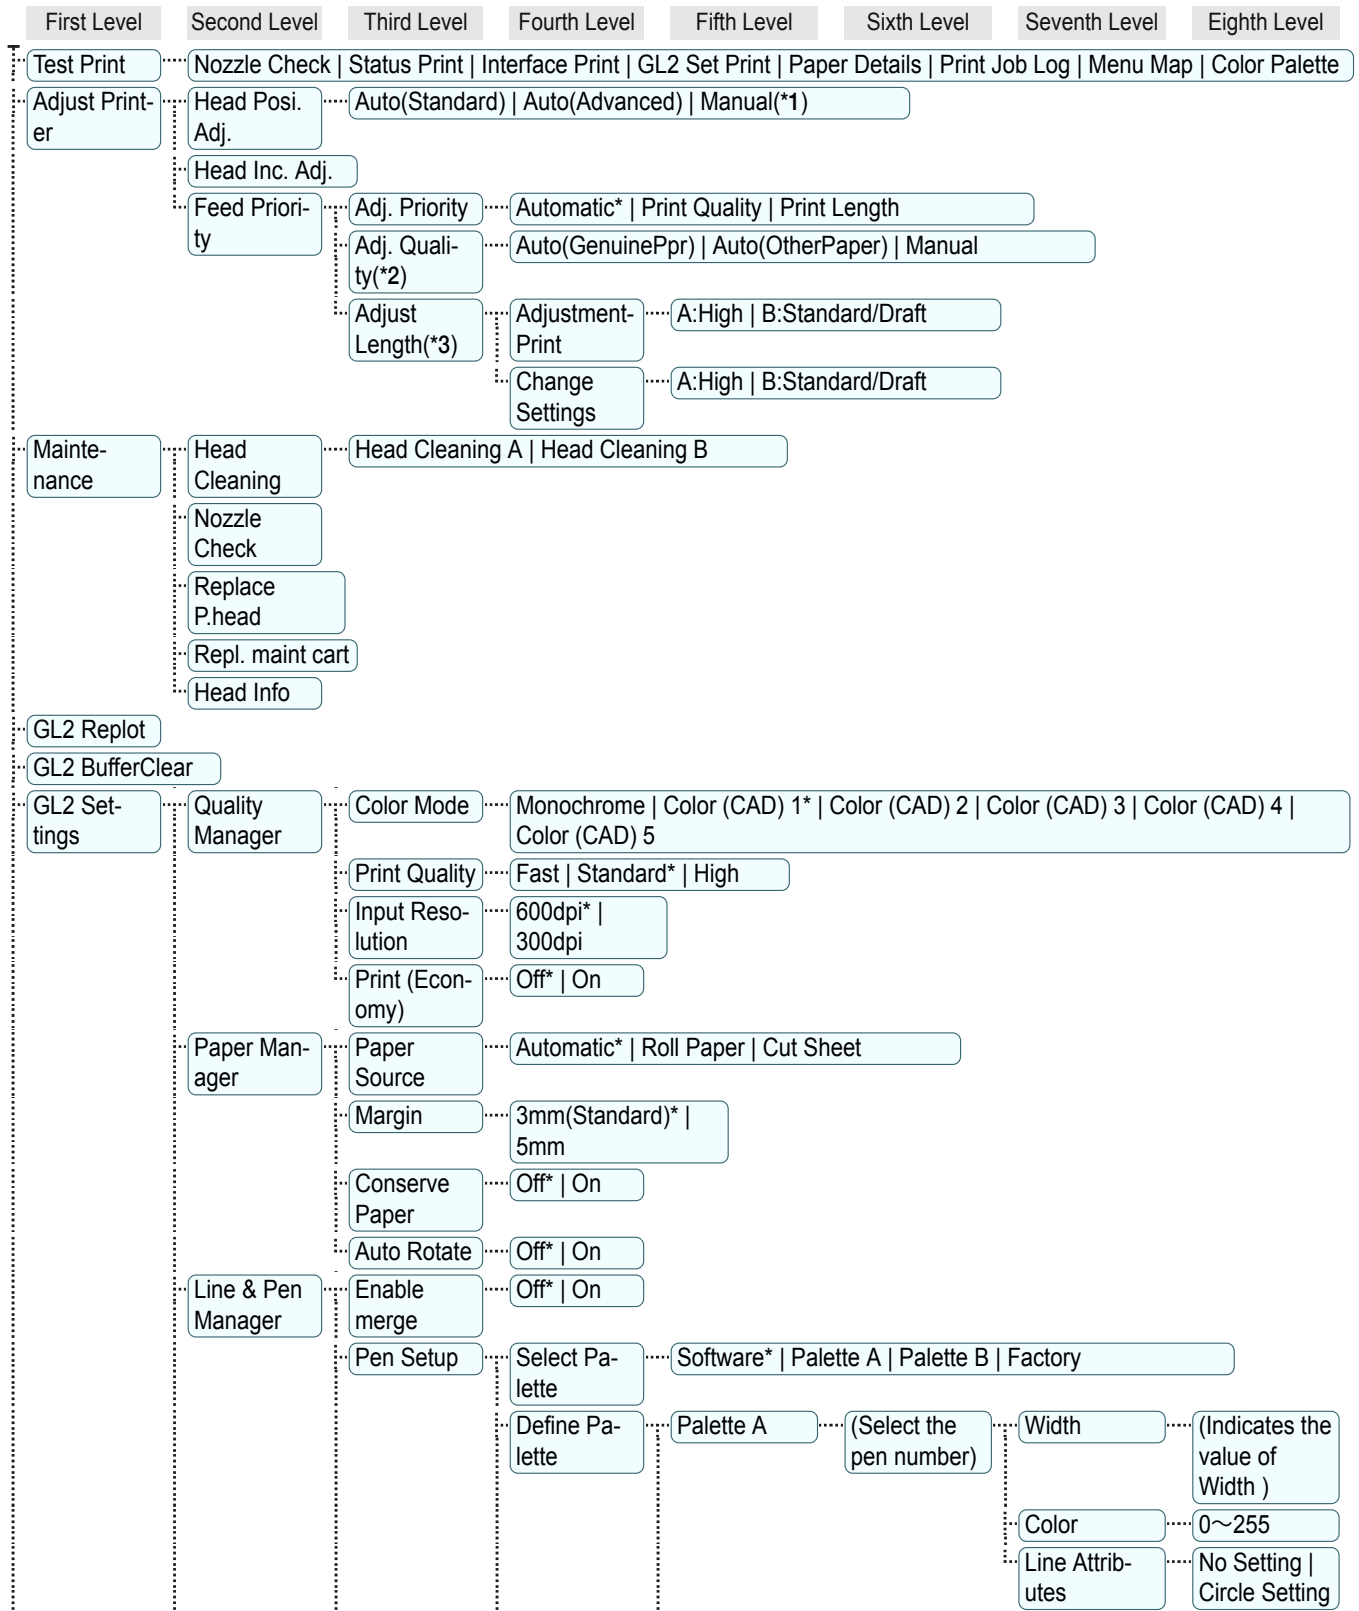 First Level Second Level Third Level Fourth Level Fifth Level Sixth Level Seventh Level Eighth Level
Test Print Nozzle Check | Status Print | Interface Print | GL2 Set Print | Paper Details | Print Job Log | Menu Map | Color Palette
Adjust Print-
er
Head Posi.
Adj.
Auto(Standard) | Auto(Advanced) | Manual(*1)
Head Inc. Adj.
Feed Priori-
ty
Adj. Priority Automatic* | Print Quality | Print Length
Adj. Quali-
ty(*2)
Auto(GenuinePpr) | Auto(OtherPaper) | Manual
Adjust
Length(*3)
Adjustment-
Print
A:High | B:Standard/Draft
Change
Settings
A:High | B:Standard/Draft
Mainte-
nance
Head
Cleaning
Head Cleaning A | Head Cleaning B
Nozzle
Check
Replace
P.head
Repl. maint cart
Head Info
GL2 Replot
GL2 BufferClear
GL2 Set-
tings
Quality
Manager
Color Mode
Monochrome | Color (CAD) 1* | Color (CAD) 2 | Color (CAD) 3 | Color (CAD) 4 |
Color (CAD) 5
Print Quality Fast | Standard* | High
Input Reso-
lution
600dpi* |
300dpi
Print (Econ-
omy)
Off* | On
Paper Man-
ager
Paper
Source
Automatic* | Roll Paper | Cut Sheet
Margin
3mm(Standard)* |
5mm
Conserve
Paper
Off* | On
Auto Rotate Off* | On
Line & Pen
Manager
Enable
merge
Off* | On
Pen Setup
Select Pa-
lette
Software* | Palette A | Palette B | Factory
Define Pa-
lette
Palette A
(Select the
pen number)
Width
(Indicates the
value of
Width )
Color 0～255
Line Attrib-
utes
No Setting |
Circle Setting